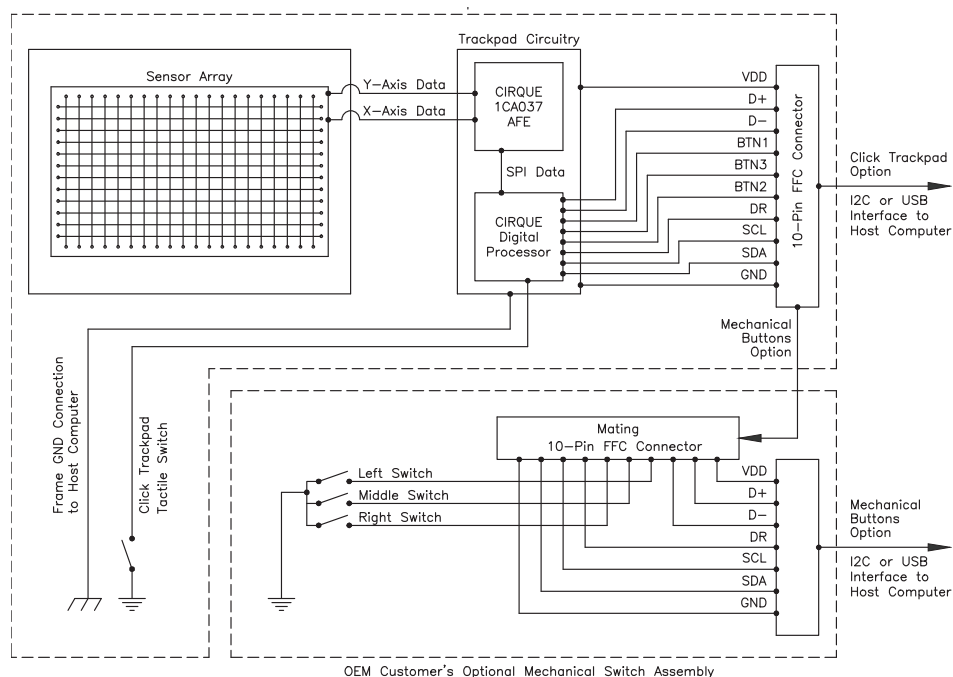 Trackpad Circuitry
Sensor Array
Y-Axis Data
X-Axis Data
CIRQUE
1CA037
AFE
SPI Data
CIRQUE
Digital
Processor
VDD
D+
D-
BTN1
BTN3
BTN2
DR
SCL
SDA
GND
10-Pin FFC Connector
Click Trackpad
Option
I2C or USB
Interface to
Host Computer
Mechanical
Buttons
Option
Frame GND Connection
to Host Computer
Click Trackpad
Tactile Switch
Mating
10-Pin FFC Connector
Left Switch
Middle Switch
Right Switch
VDD
D+
D-
DR
SCL
SDA
GND
Mechanical
Buttons
Option
I2C or USB
Interface to
Host Computer
OEM Customer's Optional Mechanical Switch Assembly